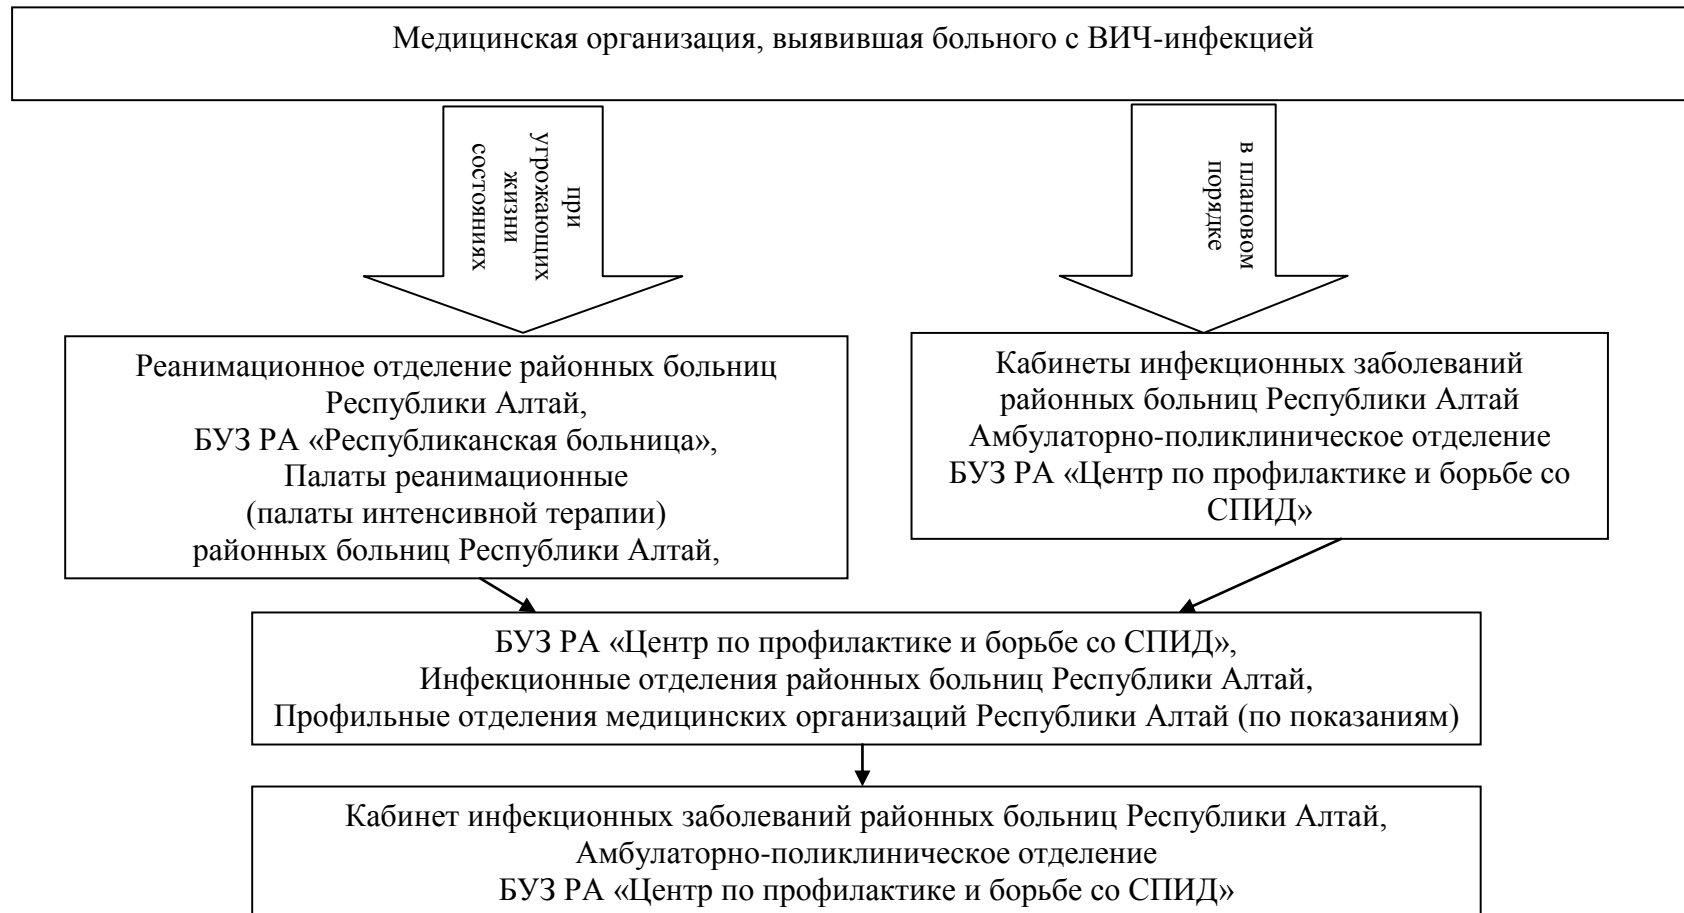 Медицинская организация, выявившая больного с ВИЧ-инфекцией
при
угрожающих
жизни
состояниях
в плановом
порядке
Реанимационное отделение районных больниц
Республики Алтай,
БУЗ РА «Республиканская больница»,
Палаты реанимационные
(палаты интенсивной терапии)
районных больниц Республики Алтай,
Кабинеты инфекционных заболеваний
районных больниц Республики Алтай
Амбулаторно-поликлиническое отделение
БУЗ РА «Центр по профилактике и борьбе со
СПИД»
БУЗ РА «Центр по профилактике и борьбе со СПИД»,
Инфекционные отделения районных больниц Республики Алтай,
Профильные отделения медицинских организаций Республики Алтай (по показаниям)
Кабинет инфекционных заболеваний районных больниц Республики Алтай,
Амбулаторно-поликлиническое отделение
БУЗ РА «Центр по профилактике и борьбе со СПИД»